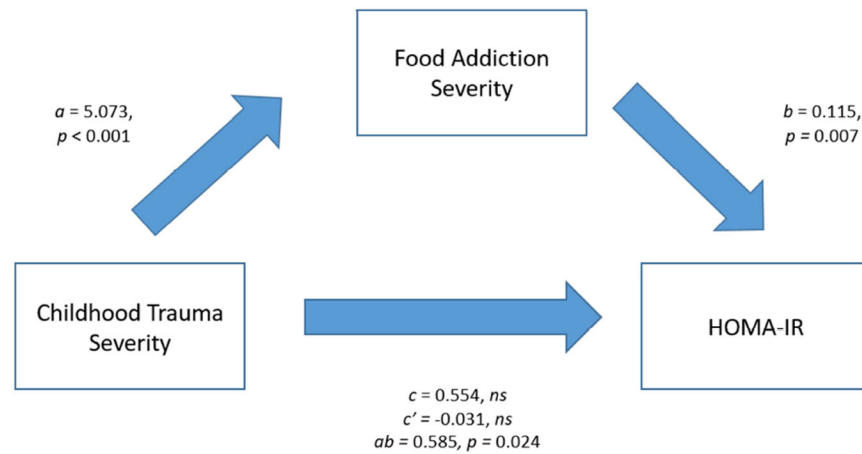 Food Addiction
Severity
a = 5.073,
p < 0.001
b = 0.115,
p = 0.007
Childhood Trauma
Severity
HOMA-IR
c = 0.554, ns
c’ = -0.031, ns
ab = 0.585, p = 0.024